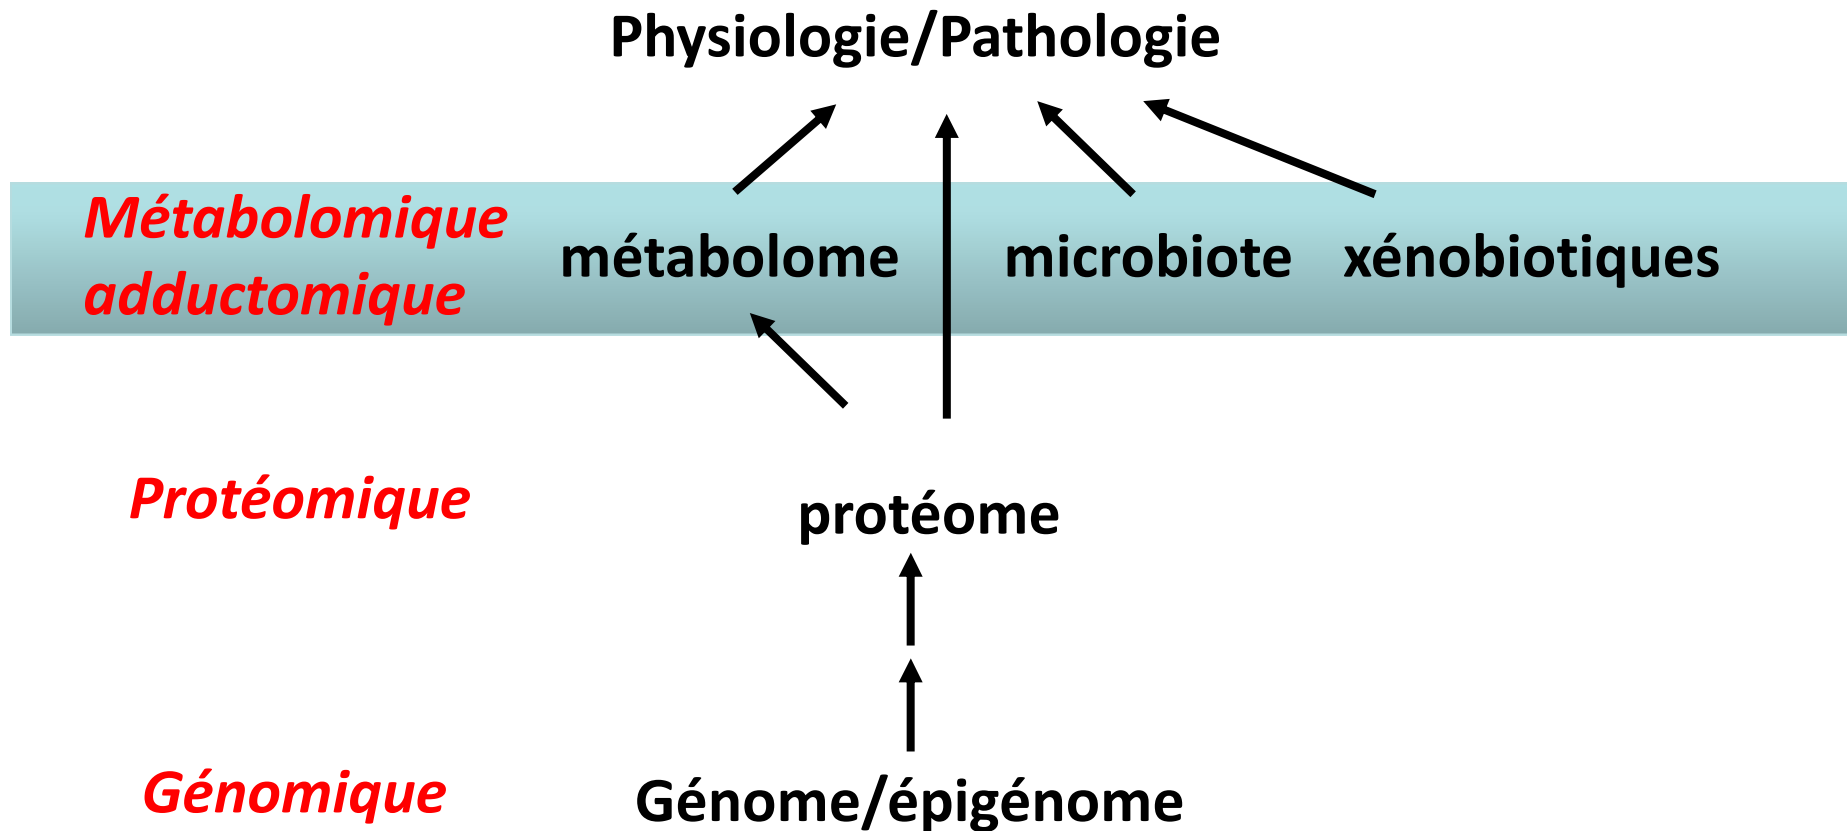 Physiologie/Pathologie
Métabolomique
adductomique
métabolome
microbiote
xénobiotiques
Protéomique
protéome
Génomique
Génome/épigénome